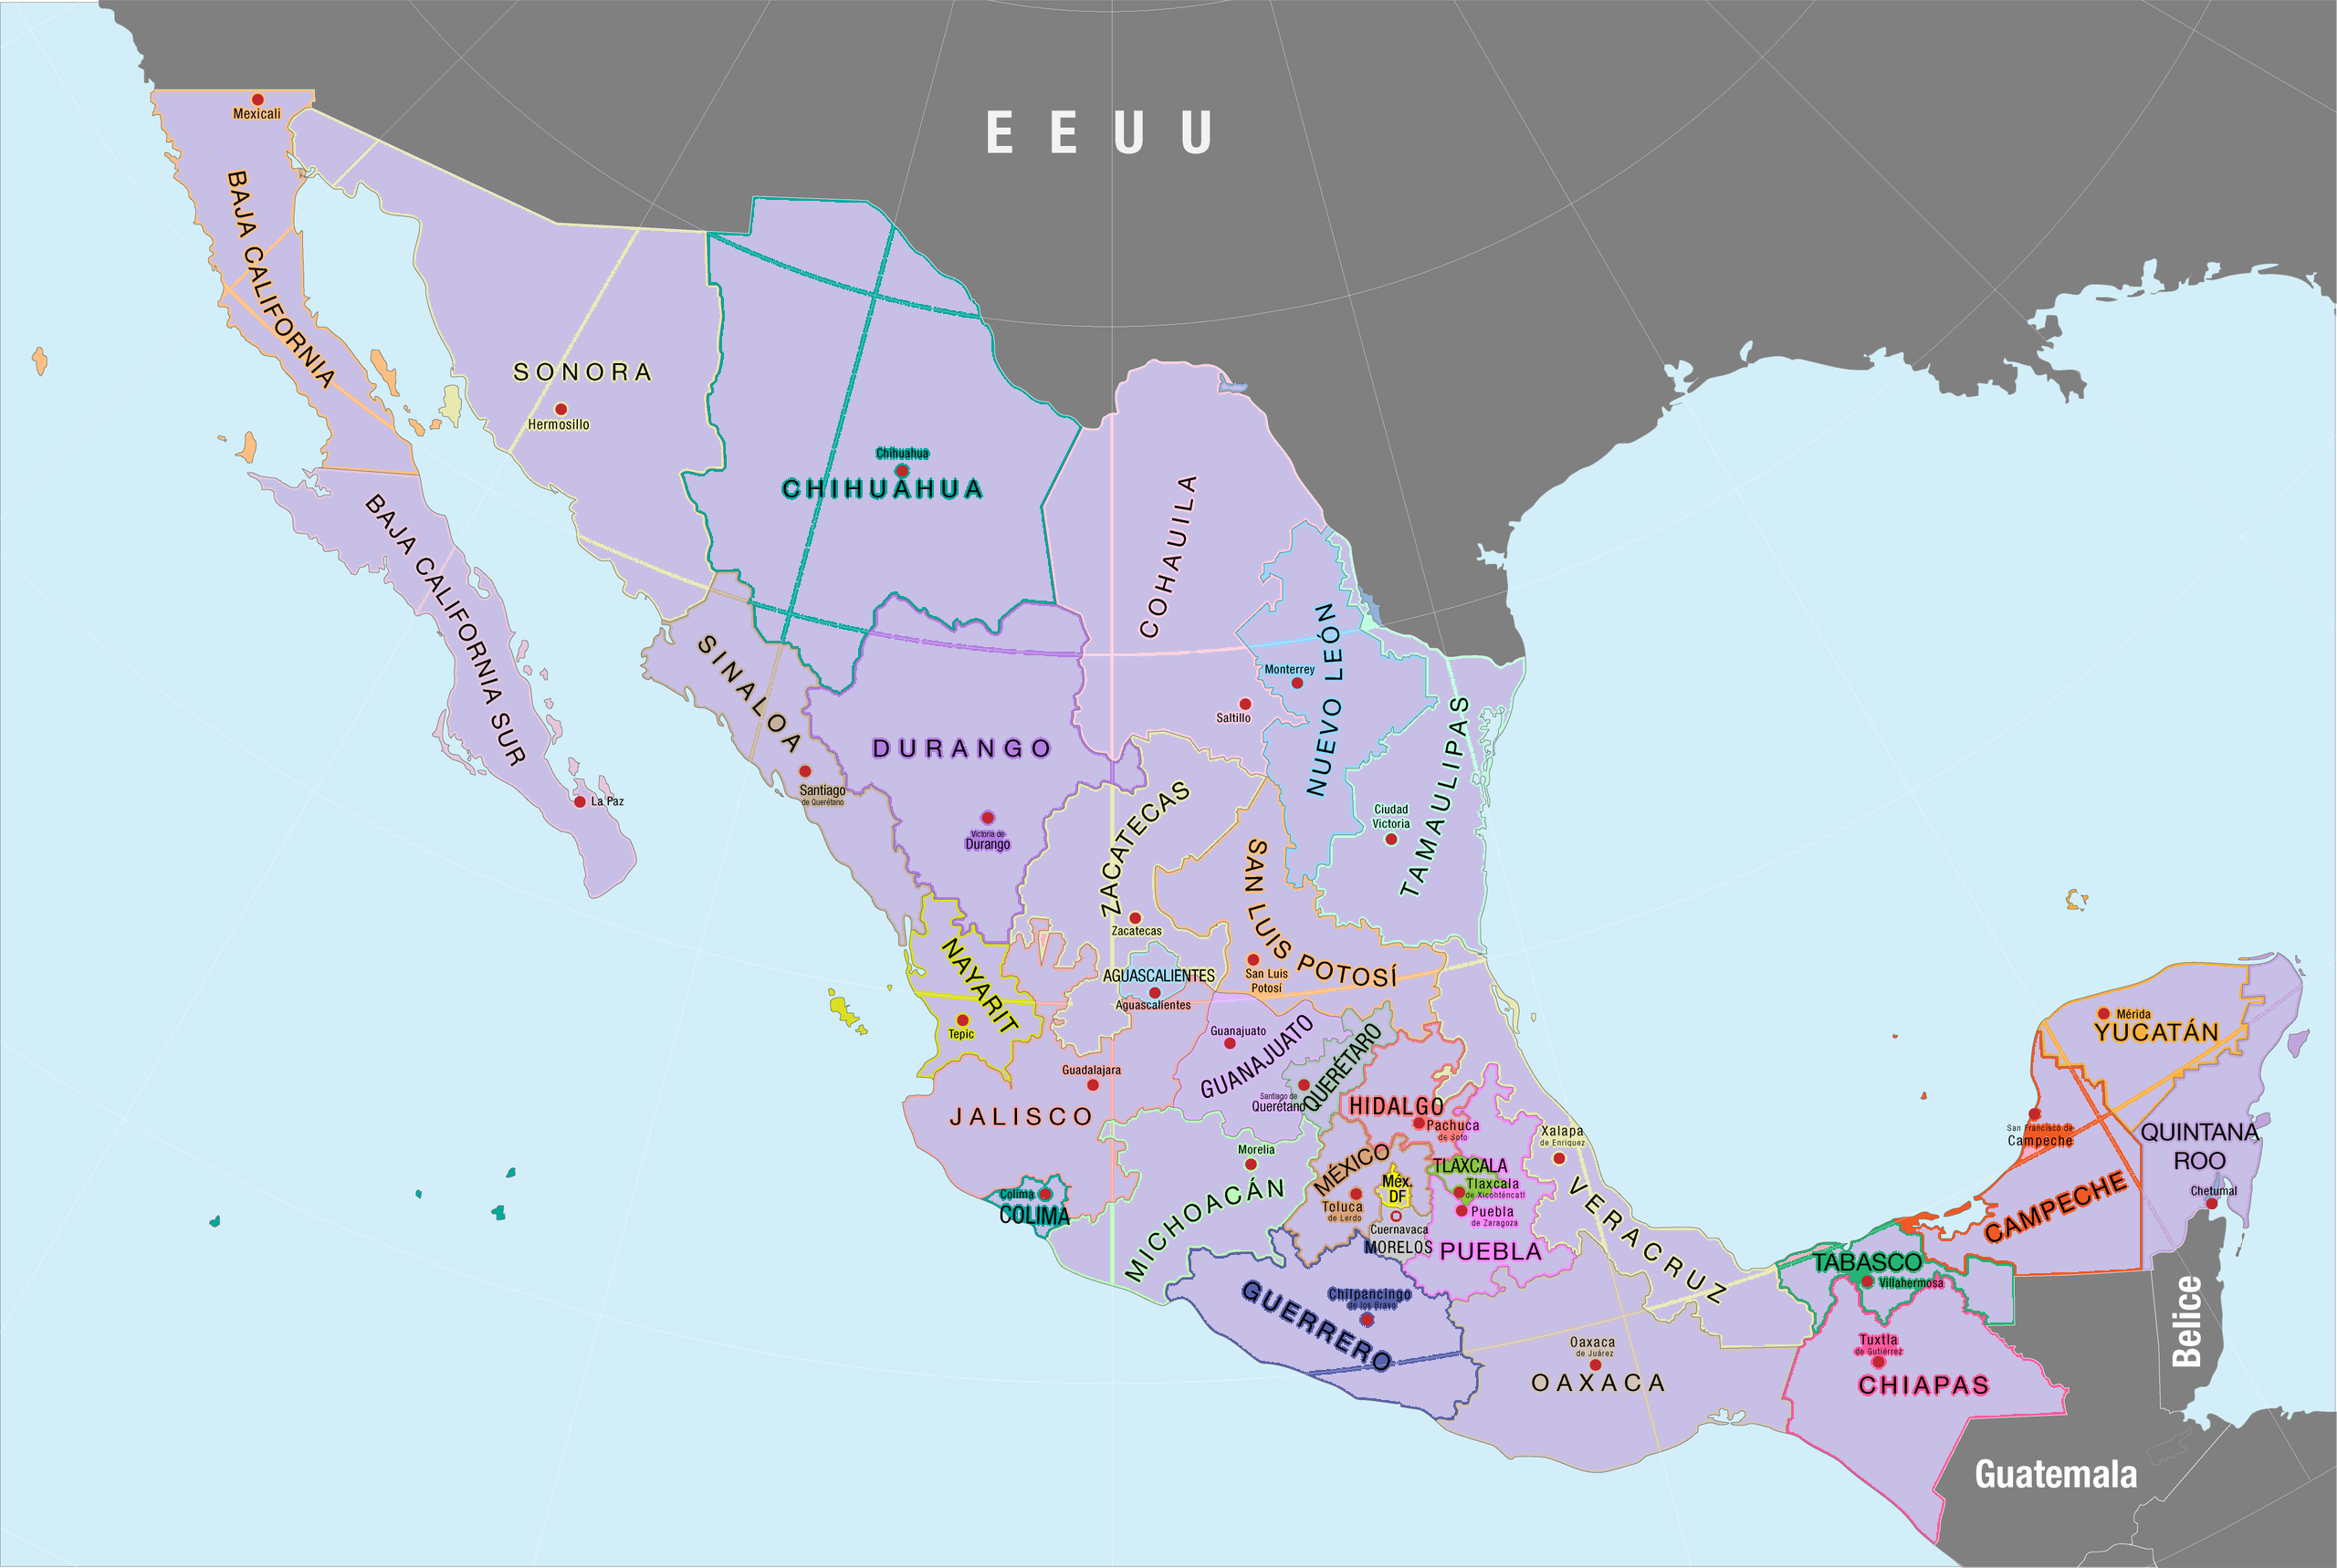 EEUU
Mexicali
BAJA CALIFORNIA
SONORA
Hermosillo
Chihuahua
CHIHUAHUA
COHAUILA
BAJA CALIFORNIA SUR
La Paz
SINALOA
Santiago
de Querétano
DURANGO
Victoria de
Durango
Monterrey
Saltillo
NUEVO LEÓN
Ciudad
Victoria
TAMAULIPAS
ZACATECAS
Zacatecas
SAN LUIS POTOSÍ
San Luis
Potosí
AGUASCALIENTES
Aguascalientes
NAYARIT
Tepic
Guadalajara
JALISCO
Guanajuato
GUANAJUATO
QUERÉTARO
Santiago de
Querétano
HIDALGO
Pachuca
de Soto
Colima
COLIMA
Morelia
MICHOACÁN
MÉXICO
Toluca
de Lerdo
Méx.
DF
Cuernavaca
MORELOS
TLAXCALA
Tlaxcala
de Xicohténcatl
Puebla
de Zaragoza
PUEBLA
Xalapa
de Enriquez
VERACRUZ
GUERRERO
Chilpancingo
de los Bravo
Oaxaca
de Juárez
OAXACA
Mérida
YUCATÁN
San Francisco de
Campeche
CAMPECHE
QUINTANA
ROO
Chetumal
TABASCO
Villahermosa
Tuxtla
de Gutiérrez
CHIAPAS
Belice
Guatemala